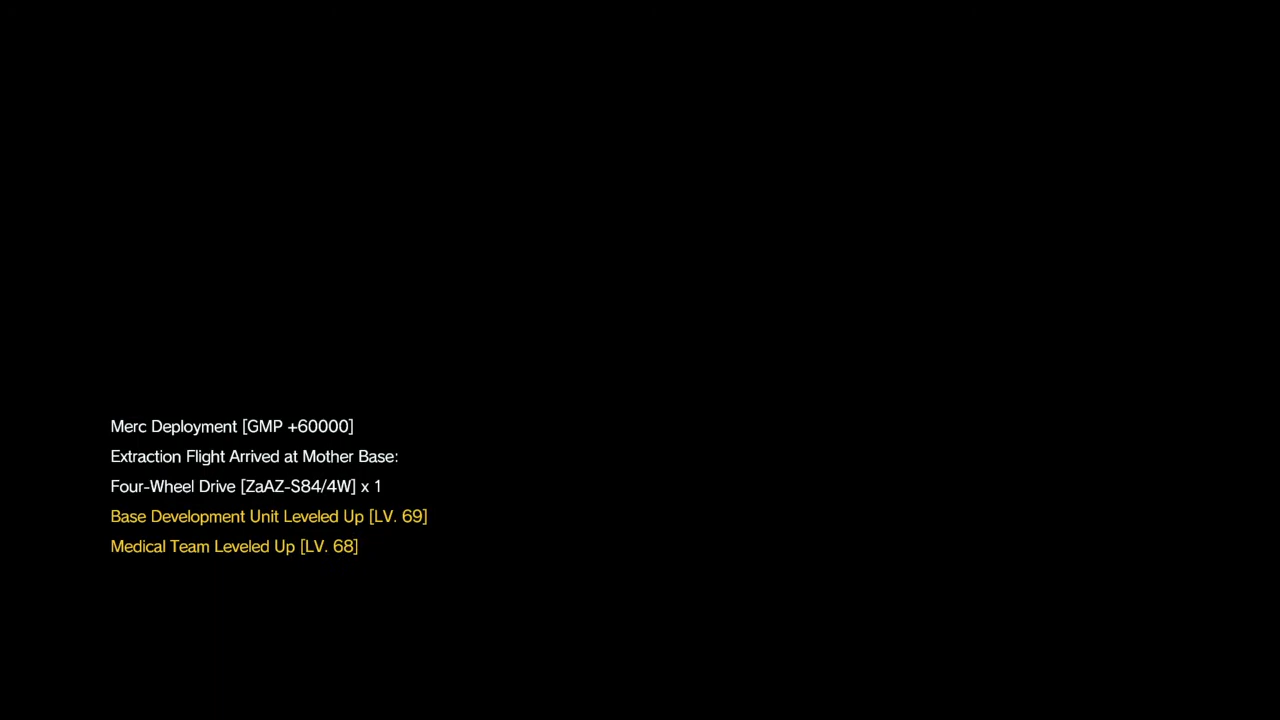 Merc Deployment [GMP +60000]
Extraction Flight Arrived at Mother Base:
Four-Wheel Drive [ZaAZ-S84/4W] x 1
Base Development Unit Leveled Up [LV. 69]
Medical Team Leveled Up [LV. 68]